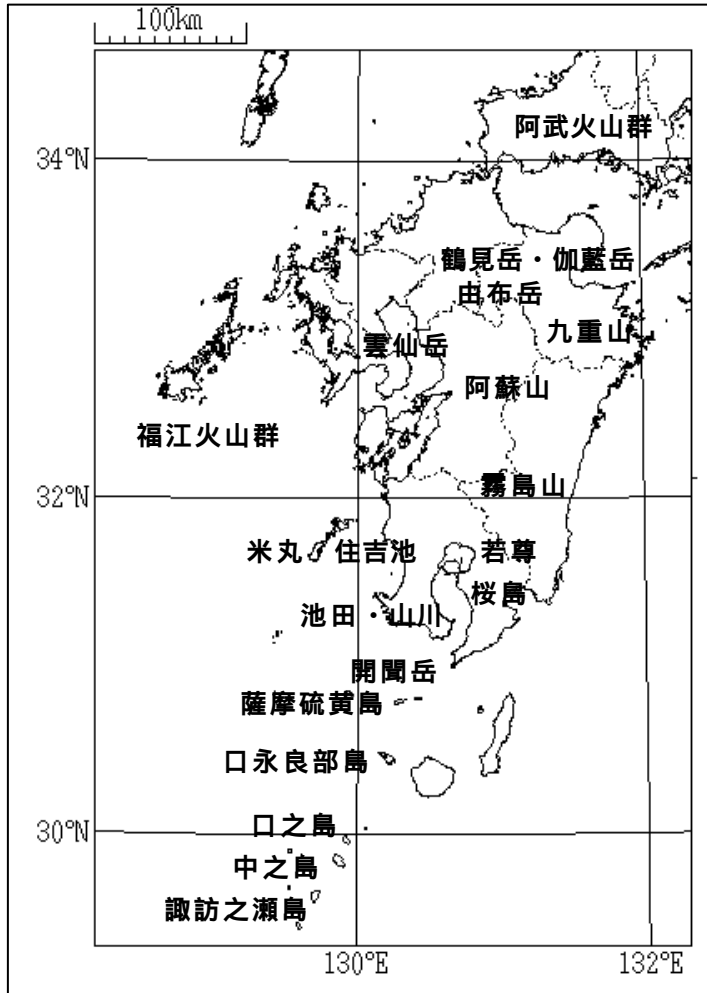 100km
阿武火山群
34°N
鶴見岳・伽藍岳
由布岳
九重山
雲仙岳
阿蘇山
福江火山群
霧島山
32°N
米丸・住吉池
若尊
桜島
池田・山川
開聞岳
薩摩硫黄島
口永良部島
口之島
30°N
中之島
諏訪之瀬島
130°E
132°E